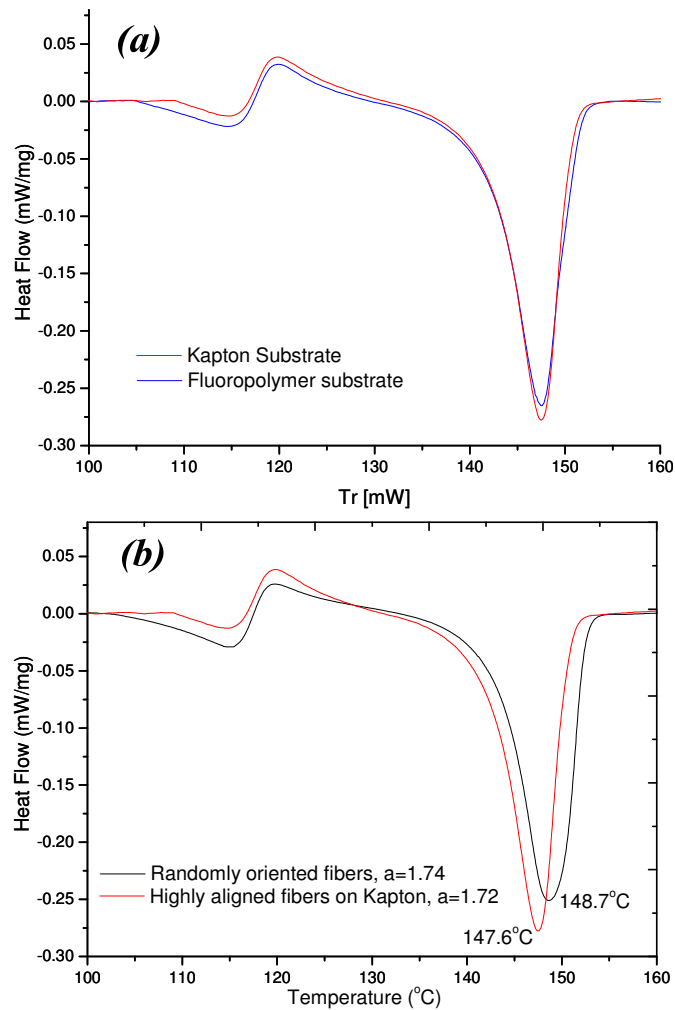 (a)
0.05
0.00
-0.05
-0.10
-0.15
-0.20
-0.25
-0.30
Heat Flow (mW/mg)
Kapton Substrate
Fluoropolymer substrate
100 110 120 130 140 150 160
Tr [mW]
(b)
0.05
0.00
-0.05
-0.10
-0.15
-0.20
-0.25
-0.30
Heat Flow (mW/mg)
Randomly oriented fibers, a=1.74
Highly aligned fibers on Kapton, a=1.72
148.7°C
147.6°C
100 110 120 130 140 150 160
Temperature (°C)